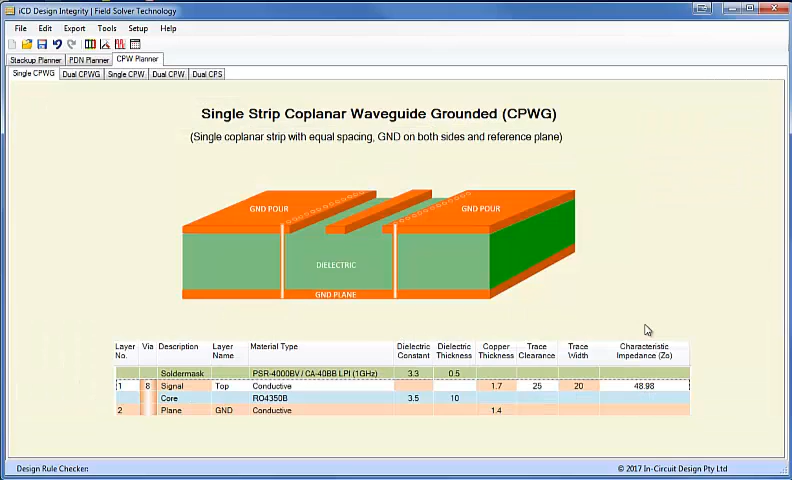 iCD Design Integrity | Field Solver Technology
File Edit Export Tools Setup Help
Stackup Planner PDN Planner CPW Planner
Single CPWG Dual CPWG Single CPW Dual CPW Dual CPS
Single Strip Coplanar Waveguide Grounded (CPWG)
(Single coplanar strip with equal spacing, GND on both sides and reference plane)
GND POUR GND POUR
DIELECTRIC
GND PLANE
Layer Via Description Layer Material Type Dielectric Dielectric Copper Trace Trace Characteristic
No. Name Constant Thickness Thickness Clearance Width Impedance (Zo)
Soldermask PSR-4000BV / CA-40BB LPI (1GHz) 3.3 0.5
1 8 Signal Top Conductive 1.7 25 20 48.98
Core RO4350B 3.5 10
2 Plane GND Conductive 1.4
Design Rule Checker: © 2017 In-Circuit Design Pty Ltd